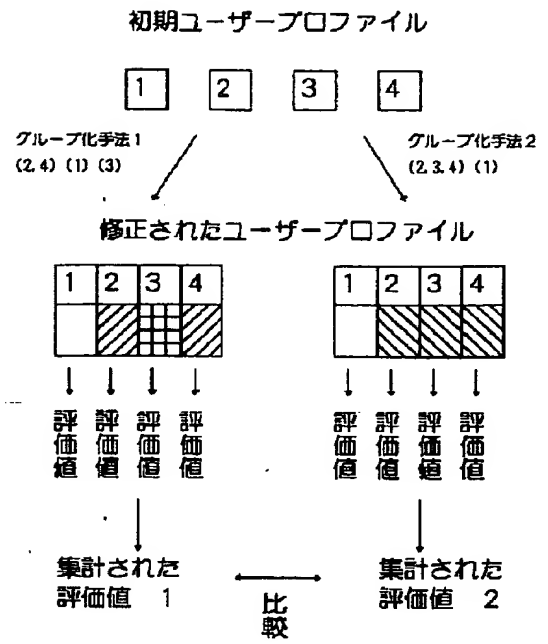 初期ユーザープロファイル
1 2 3 4
グループ化手法1
(2,4) (1) (3)
グループ化手法2
(2,3,4) (1)
修正されたユーザープロファイル
1 2 3 4
1 2 3 4
評価値 評価値 評価値 評価値
評価値 評価値 評価値 評価値
集計された
評価値 1
比較
集計された
評価値 2